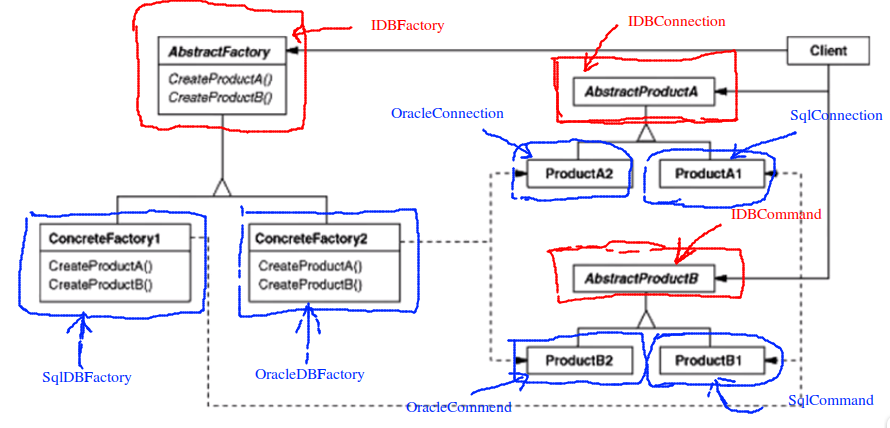 IDBFactory
IDBConnection
AbstractFactory
CreateProductA()
CreateProductB()
Client
AbstractProductA
OracleConnection
SqlConnection
ProductA2
ProductA1
IDBCommand
ConcreteFactory1
CreateProductA()
CreateProductB()
ConcreteFactory2
CreateProductA()
CreateProductB()
AbstractProductB
ProductB2
ProductB1
SqlDBFactory
OracleDBFactory
OracleCommend
SqlCommand